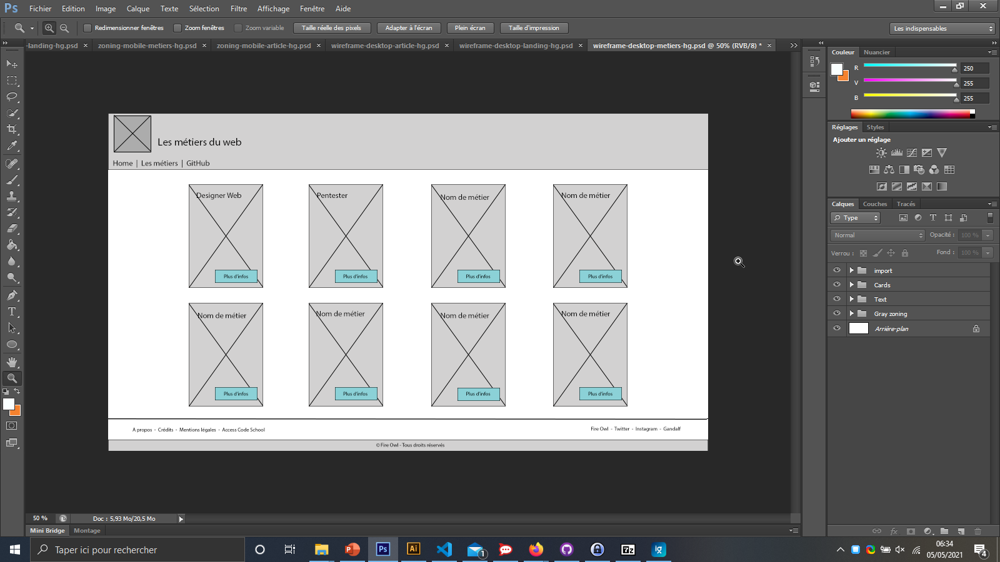 Ps Fichier Edition Image Calque Texte Sélection Filtre Affichage Fenêtre Aide
Redimensionner fenêtres Zoom fenêtres Zoom variable Taille réelle des pixels Adapter à l'écran Plein écran Taille d'impression Les indispensables
-landing-hg.psd × zoning-mobile-metiers-hg.psd × zoning-mobile-article-hg.psd × wireframe-desktop-article-hg.psd × wireframe-desktop-landing-hg.psd × wireframe-desktop-metiers-hg.psd @ 50% (RVB/8) * ×
Couleur Nuancier
R 250
V 255
B 255
Réglages Styles
Ajouter un réglage
Les métiers du web
Home | Les métiers | GitHub
Designer Web Pentester Nom de métier Nom de métier
Plus d'infos Plus d'infos Plus d'infos Plus d'infos
Nom de métier Nom de métier Nom de métier Nom de métier
Plus d'infos Plus d'infos Plus d'infos Plus d'infos
A propos - Crédits - Mentions légales - Access Code School Fire Owl - Twitter - Instagram - Gandalf
© Fire Owl - Tous droits réservés
Calques Couches Tracés
Type
Normal Opacité : 100 %
Verrou : Fond : 100 %
import
Cards
Text
Gray zoning
Arrière-plan
50 % Doc : 5,93 Mo/20,5 Mo
Mini Bridge Montage
Taper ici pour rechercher
Ps Ai 1 7z ig
06:34
05/05/2021
4